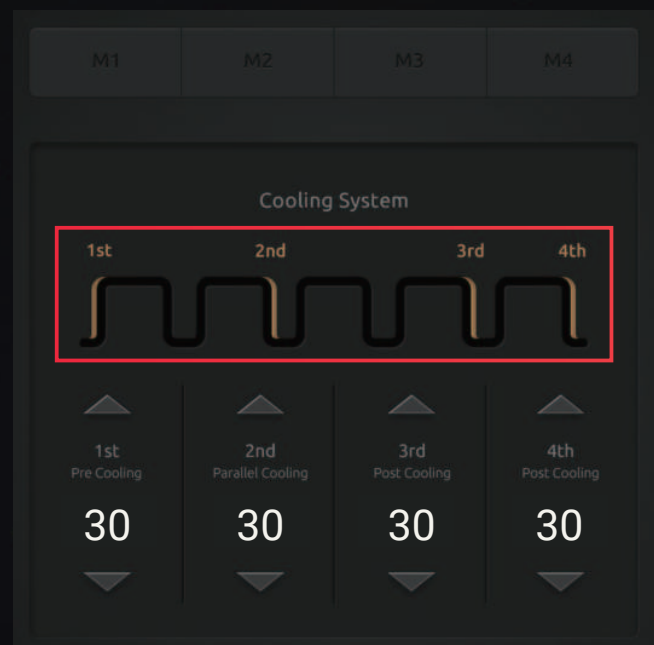 M1 M2 M3 M4
Cooling System
1st 2nd 3rd 4th
1st 2nd 3rd 4th
Pre Cooling Parallel Cooling Post Cooling Post Cooling
30 30 30 30